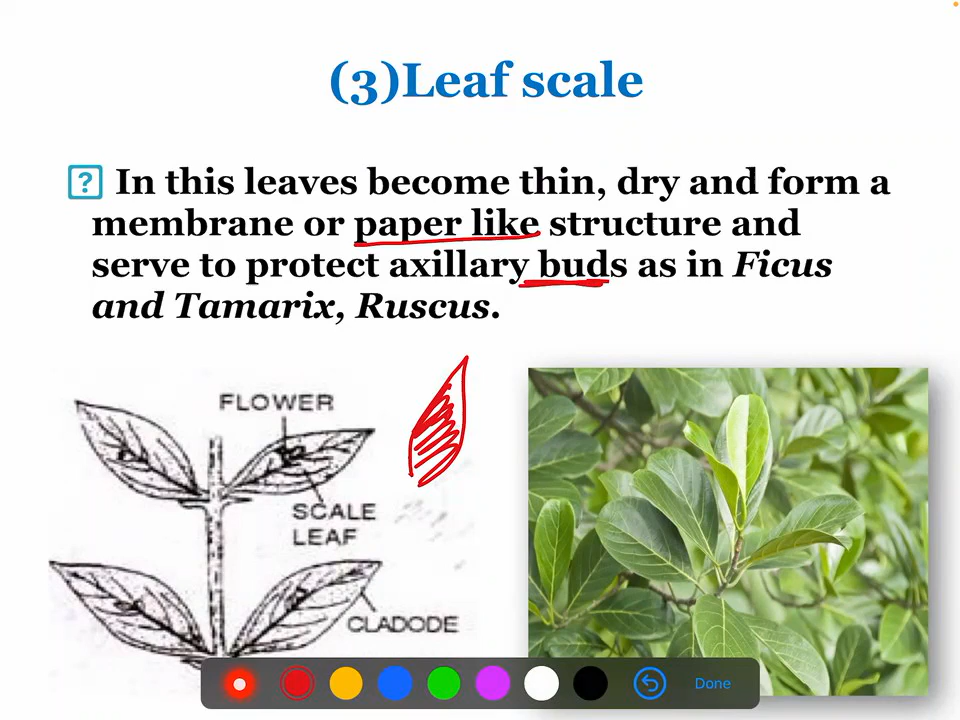 (3)Leaf scale
? In this leaves become thin, dry and form a
membrane or paper like structure and
serve to protect axillary buds as in Ficus
and Tamarix, Ruscus.
FLOWER
SCALE
LEAF
CLADODE
Done